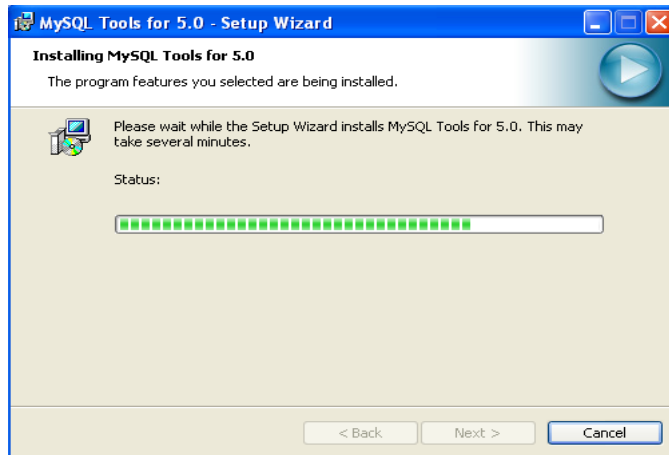 MySQL Tools for 5.0 - Setup Wizard
Installing MySQL Tools for 5.0
The program features you selected are being installed.
Please wait while the Setup Wizard installs MySQL Tools for 5.0. This may
take several minutes.
Status:
< Back
Next >
Cancel